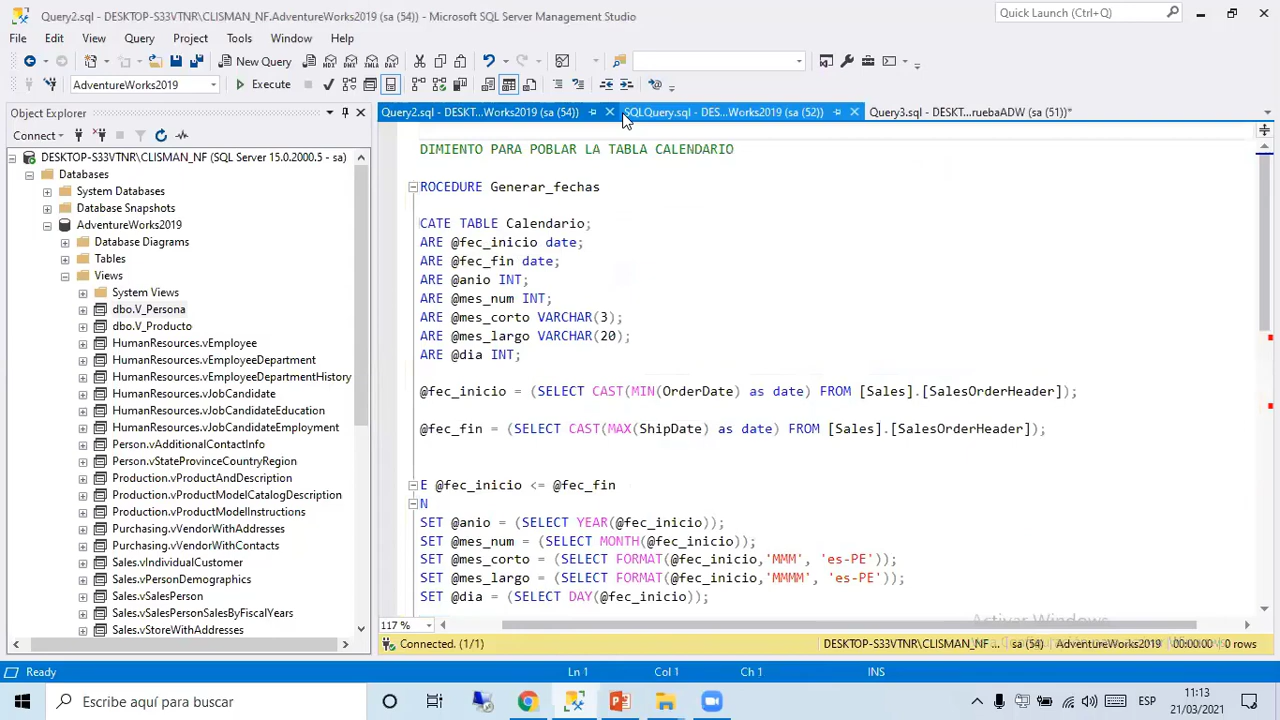 Query2.sql - DESKTOP-S33VTNR\CLISMAN_NF.AdventureWorks2019 (sa (54)) - Microsoft SQL Server Management Studio
Quick Launch (Ctrl+Q)
File Edit View Query Project Tools Window Help
New Query
AdventureWorks2019
Execute
Object Explorer
Query2.sql - DESKT...Works2019 (sa (54))
SQLQuery.sql - DES...Works2019 (sa (52))
Query3.sql - DESKT...ruebaADW (sa (51))*
Connect
DESKTOP-S33VTNR\CLISMAN_NF (SQL Server 15.0.2000.5 - sa)
Databases
System Databases
Database Snapshots
AdventureWorks2019
Database Diagrams
Tables
Views
System Views
dbo.V_Persona
dbo.V_Producto
HumanResources.vEmployee
HumanResources.vEmployeeDepartment
HumanResources.vEmployeeDepartmentHistory
HumanResources.vJobCandidate
HumanResources.vJobCandidateEducation
HumanResources.vJobCandidateEmployment
Person.vAdditionalContactInfo
Person.vStateProvinceCountryRegion
Production.vProductAndDescription
Production.vProductModelCatalogDescription
Production.vProductModelInstructions
Purchasing.vVendorWithAddresses
Purchasing.vVendorWithContacts
Sales.vIndividualCustomer
Sales.vPersonDemographics
Sales.vSalesPerson
Sales.vSalesPersonSalesByFiscalYears
Sales.vStoreWithAddresses
DIMIENTO PARA POBLAR LA TABLA CALENDARIO
ROCEDURE Generar_fechas
CATE TABLE Calendario;
ARE @fec_inicio date;
ARE @fec_fin date;
ARE @anio INT;
ARE @mes_num INT;
ARE @mes_corto VARCHAR(3);
ARE @mes_largo VARCHAR(20);
ARE @dia INT;
@fec_inicio = (SELECT CAST(MIN(OrderDate) as date) FROM [Sales].[SalesOrderHeader]);
@fec_fin = (SELECT CAST(MAX(ShipDate) as date) FROM [Sales].[SalesOrderHeader]);
E @fec_inicio <= @fec_fin
N
SET @anio = (SELECT YEAR(@fec_inicio));
SET @mes_num = (SELECT MONTH(@fec_inicio));
SET @mes_corto = (SELECT FORMAT(@fec_inicio,'MMM', 'es-PE'));
SET @mes_largo = (SELECT FORMAT(@fec_inicio,'MMMM', 'es-PE'));
SET @dia = (SELECT DAY(@fec_inicio));
Activar Windows
117 %
Connected. (1/1)
DESKTOP-S33VTNR\CLISMAN_NF ...
sa (54)
AdventureWorks2019
00:00:00
0 rows
Ready
Ln 1
Col 1
Ch 1
INS
Escribe aquí para buscar
ESP
11:13
21/03/2021